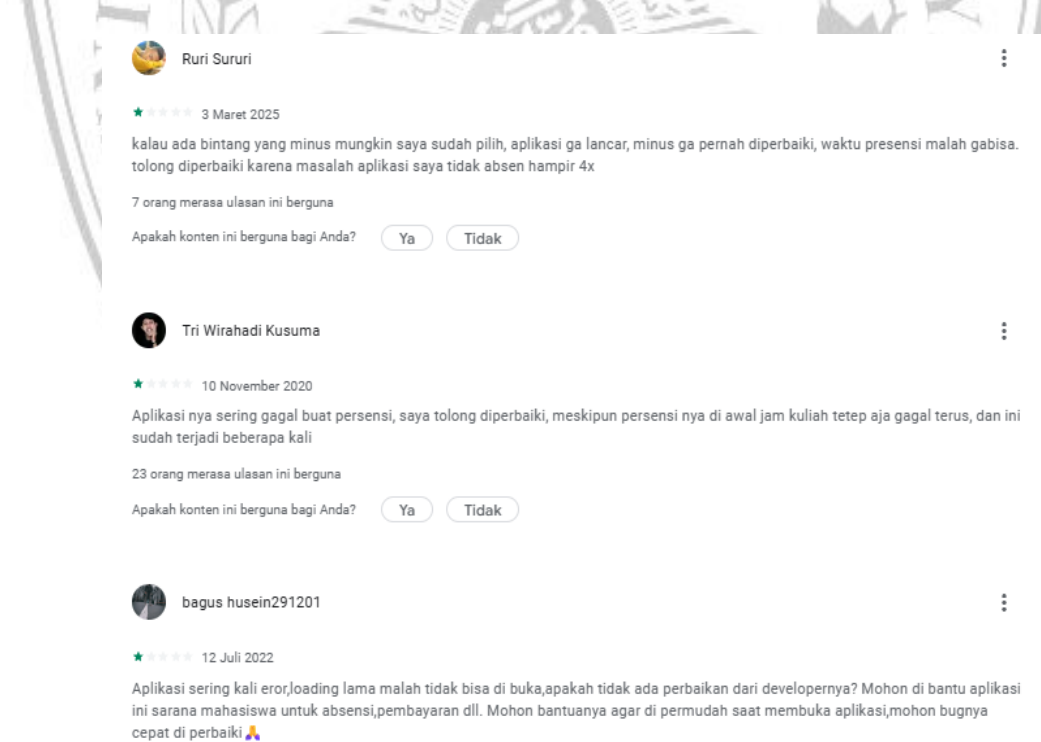 Ruri Sururi
3 Maret 2025
kalau ada bintang yang minus mungkin saya sudah pilih, aplikasi ga lancar, minus ga pernah diperbaiki, waktu presensi malah gabisa.
tolong diperbaiki karena masalah aplikasi saya tidak absen hampir 4x
7 orang merasa ulasan ini berguna
Apakah konten ini berguna bagi Anda? Ya Tidak
Tri Wirahadi Kusuma
10 November 2020
Aplikasi nya sering gagal buat persensi, saya tolong diperbaiki, meskipun persensi nya di awal jam kuliah tetep aja gagal terus, dan ini
sudah terjadi beberapa kali
23 orang merasa ulasan ini berguna
Apakah konten ini berguna bagi Anda? Ya Tidak
bagus husein291201
12 Juli 2022
Aplikasi sering kali eror,loading lama malah tidak bisa di buka,apakah tidak ada perbaikan dari developernya? Mohon di bantu aplikasi
ini sarana mahasiswa untuk absensi,pembayaran dll. Mohon bantuanya agar di permudah saat membuka aplikasi,mohon bugnya
cepat di perbaiki 🙏